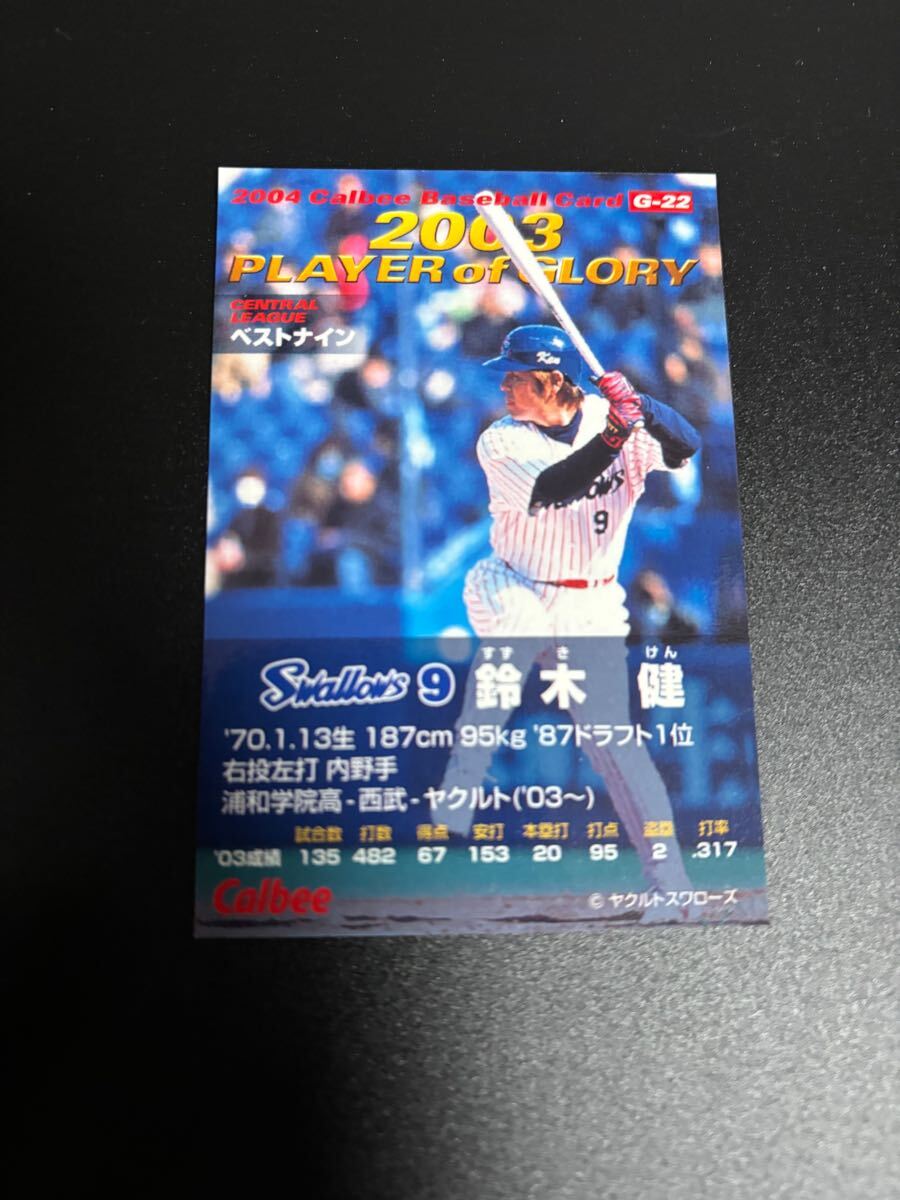 2004 Calbee Baseball Card G-22
2003
PLAYER of GLORY
CENTRAL
LEAGUE
ベストナイン
Ken
Swallows
9
すず き けん
Swallows 9 鈴木 健
'70.1.13生 187cm 95kg '87ドラフト1位
右投左打 内野手
浦和学院高-西武-ヤクルト('03〜)
試合数 打数 得点 安打 本塁打 打点 盗塁 打率
'03成績 135 482 67 153 20 95 2 .317
Calbee
© ヤクルトスワローズ